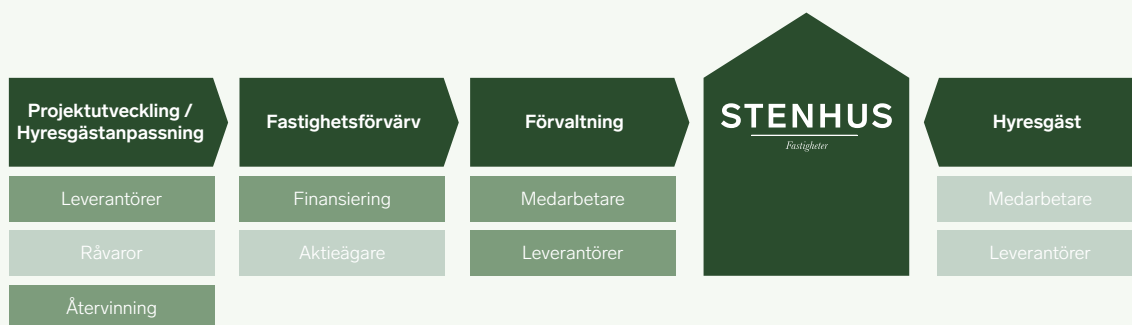 Projektutveckling /
Hyresgästanpassning
Fastighetsförvärv
Förvaltning
STENHUS
Fastigheter
Hyresgäst
Leverantörer
Finansiering
Medarbetare
Medarbetare
Råvaror
Aktieägare
Leverantörer
Leverantörer
Återvinning